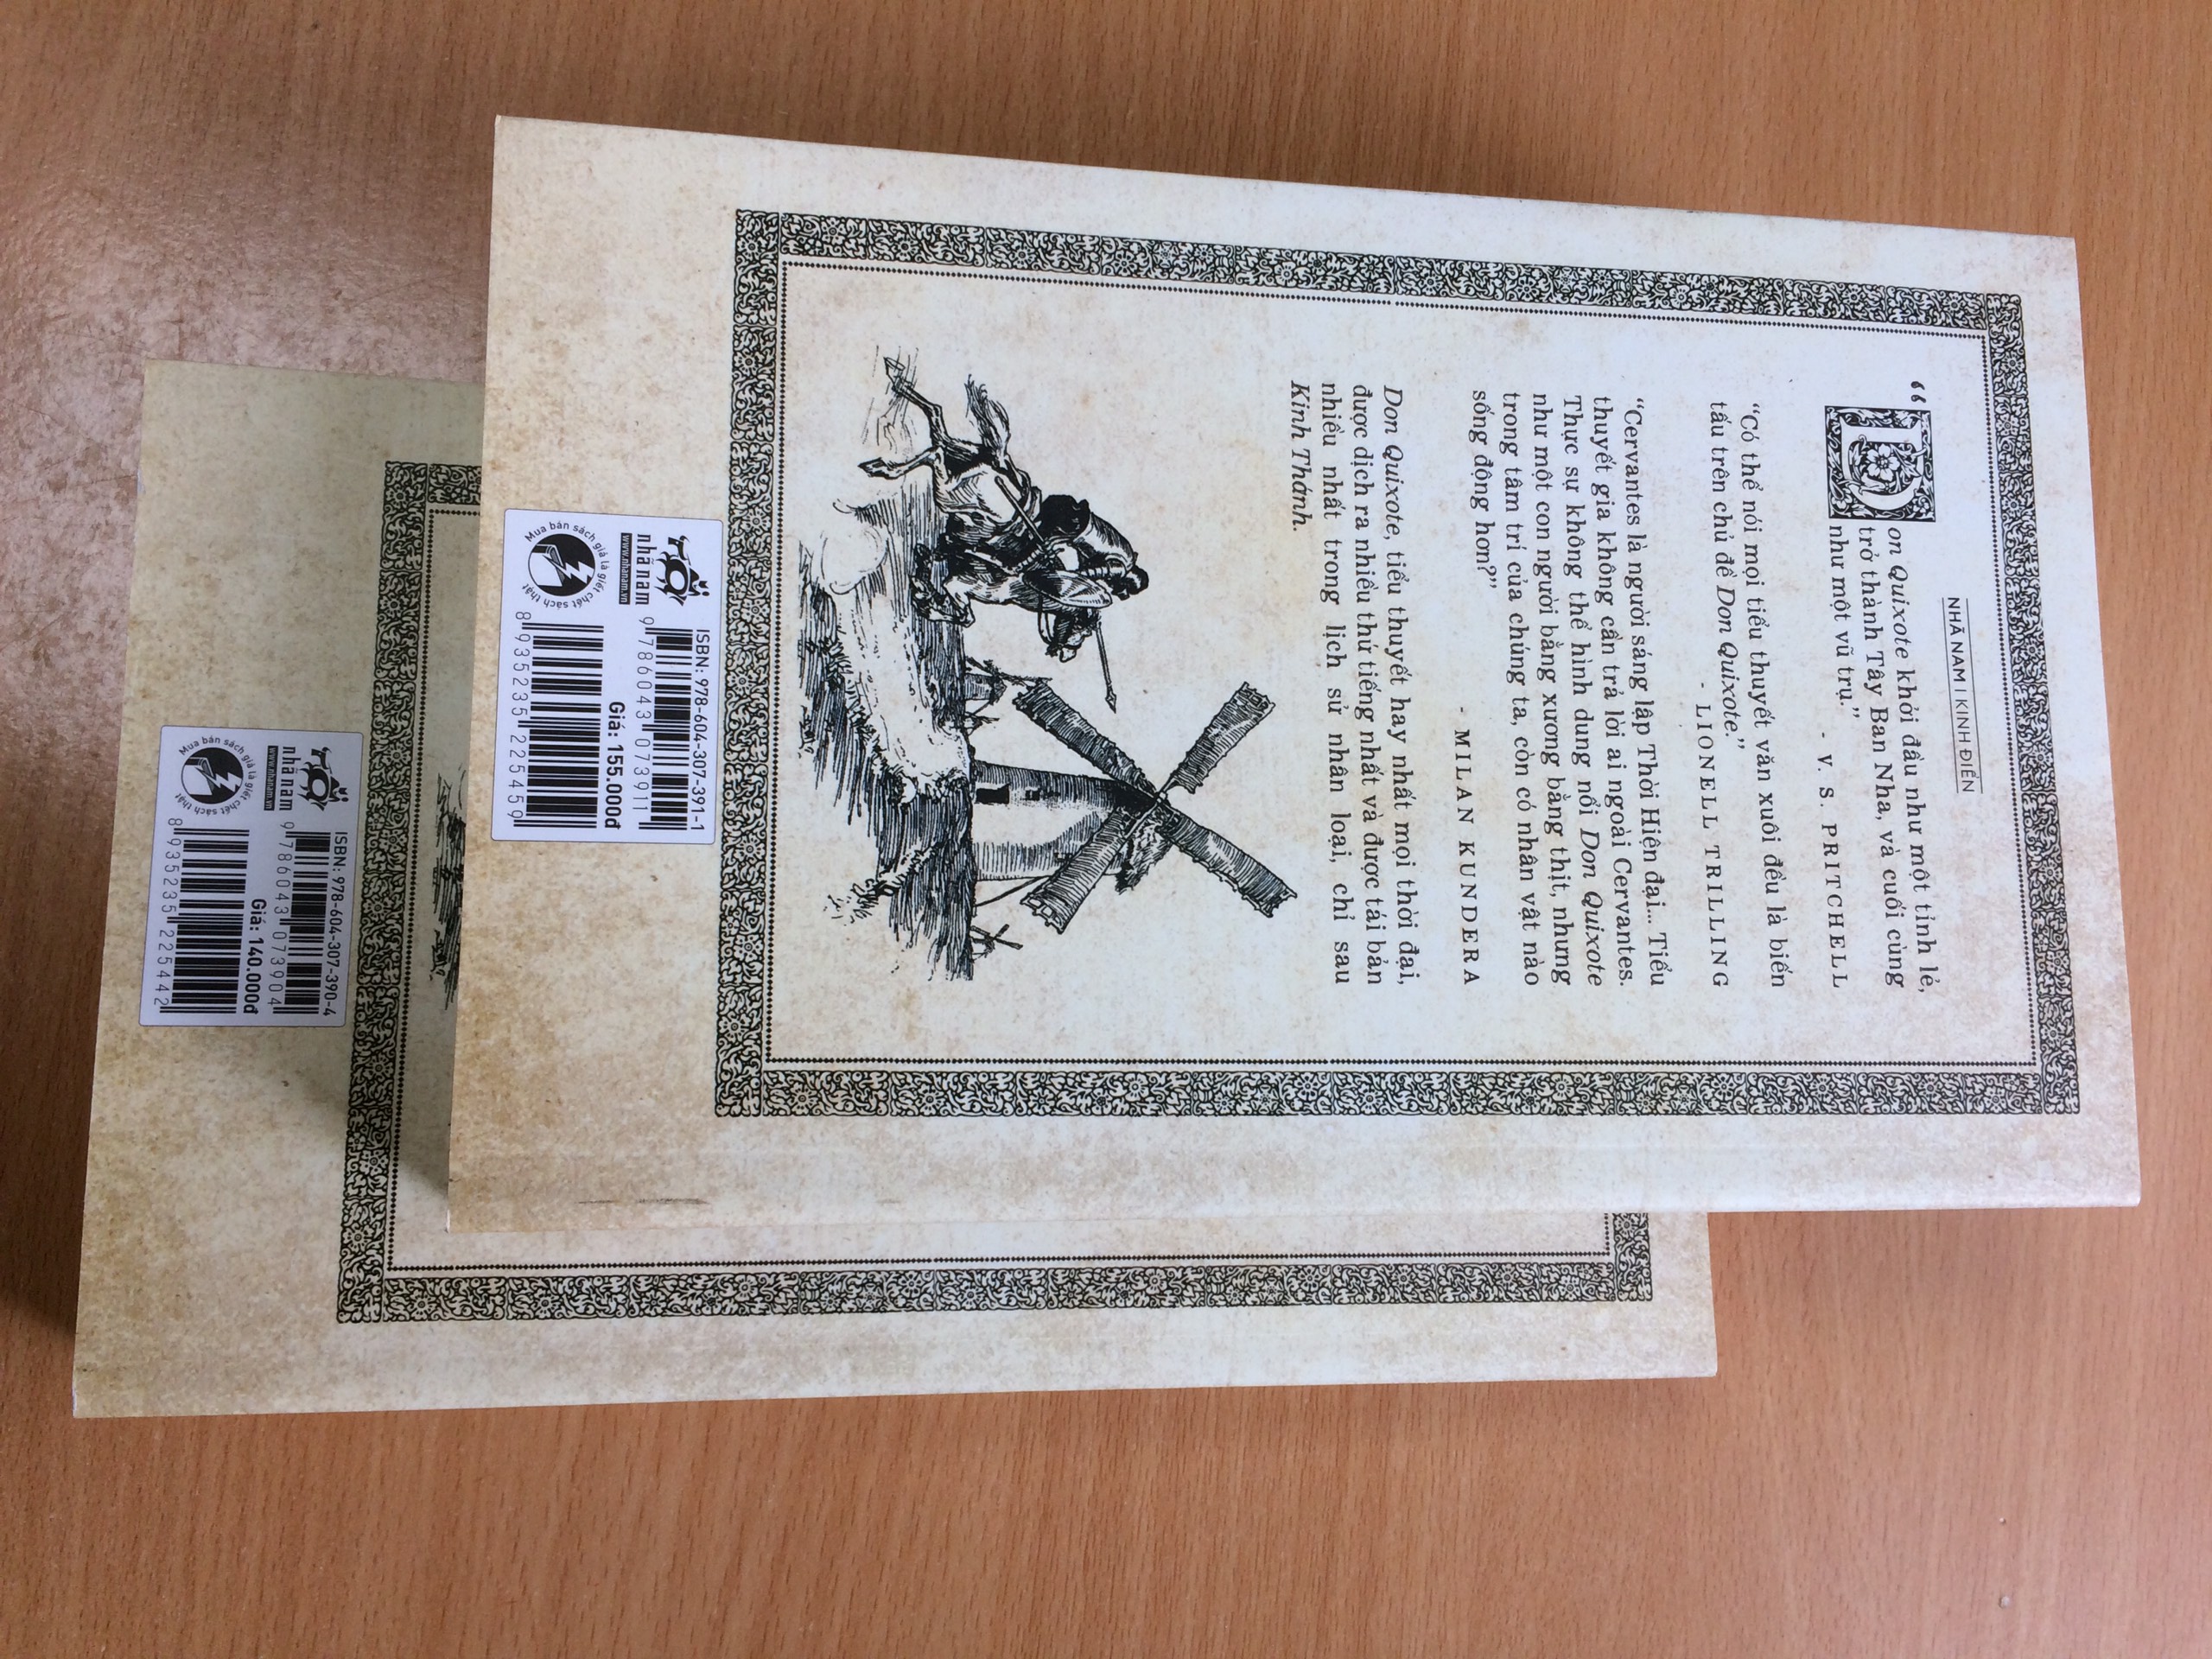 NHÃ NAM | KINH ĐIỂN
“Don Quixote khởi đầu như một tỉnh lẻ,
trở thành Tây Ban Nha, và cuối cùng
như một vũ trụ.”
- V. S. PRITCHELL
“Có thể nói mọi tiểu thuyết văn xuôi đều là biến
tấu trên chủ đề Don Quixote.”
- LIONELL TRILLING
“Cervantes là người sáng lập Thời Hiện đại... Tiểu
thuyết gia không cần trả lời ai ngoài Cervantes.
Thực sự không thể hình dung nổi Don Quixote
như một con người bằng xương bằng thịt, nhưng
trong tâm trí của chúng ta, còn có nhân vật nào
sống động hơn?”
- MILAN KUNDERA
Don Quixote, tiểu thuyết hay nhất mọi thời đại,
được dịch ra nhiều thứ tiếng nhất và được tái bản
nhiều nhất trong lịch sử nhân loại, chỉ sau
Kinh Thánh.
nhã nam
www.nhanam.vn
Mua bán sách giả là giết chết sách thật
ISBN: 978-604-307-391-1
9786043073911
Giá: 155.000đ
8935235225459
nhã nam
www.nhanam.vn
Mua bán sách giả là giết chết sách thật
ISBN: 978-604-307-390-4
9786043073904
Giá: 140.000đ
8935235225442